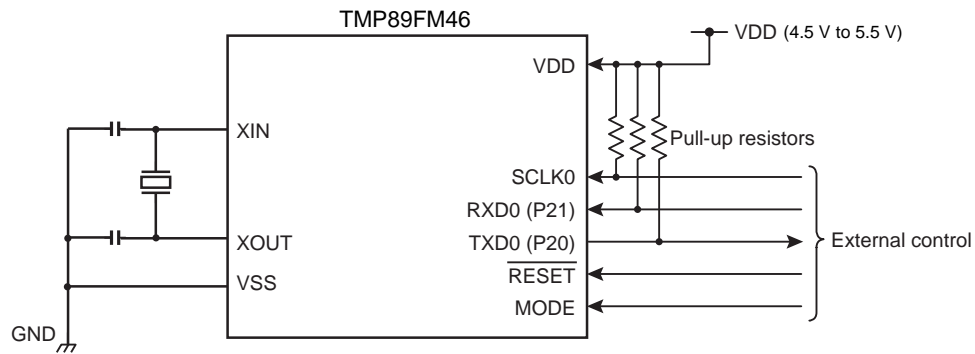 TMP89FM46
VDD (4.5 V to 5.5 V)
VDD
XIN
Pull-up resistors
SCLK0
RXD0 (P21)
XOUT
TXD0 (P20)
External control
RESET
VSS
MODE
GND